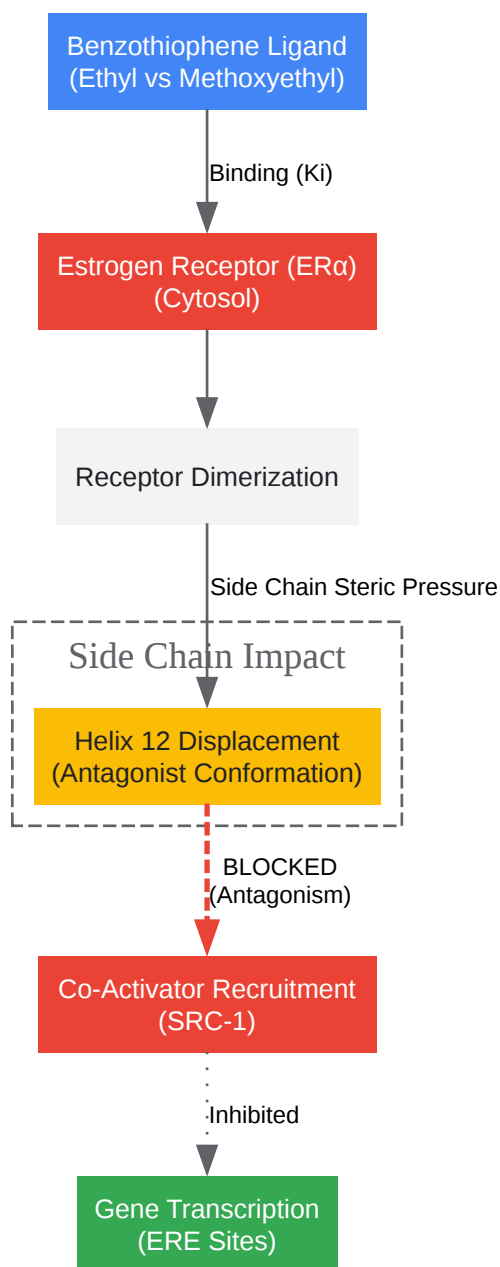 Benzothiophene Ligand
(Ethyl vs Methoxyethyl)
Binding (Ki)
Estrogen Receptor (ERα)
(Cytosol)
Receptor Dimerization
Side Chain Steric Pressure
Side Chain Impact
Helix 12 Displacement
(Antagonist Conformation)
BLOCKED
(Antagonism)
Co-Activator Recruitment
(SRC-1)
Inhibited
Gene Transcription
(ERE Sites)